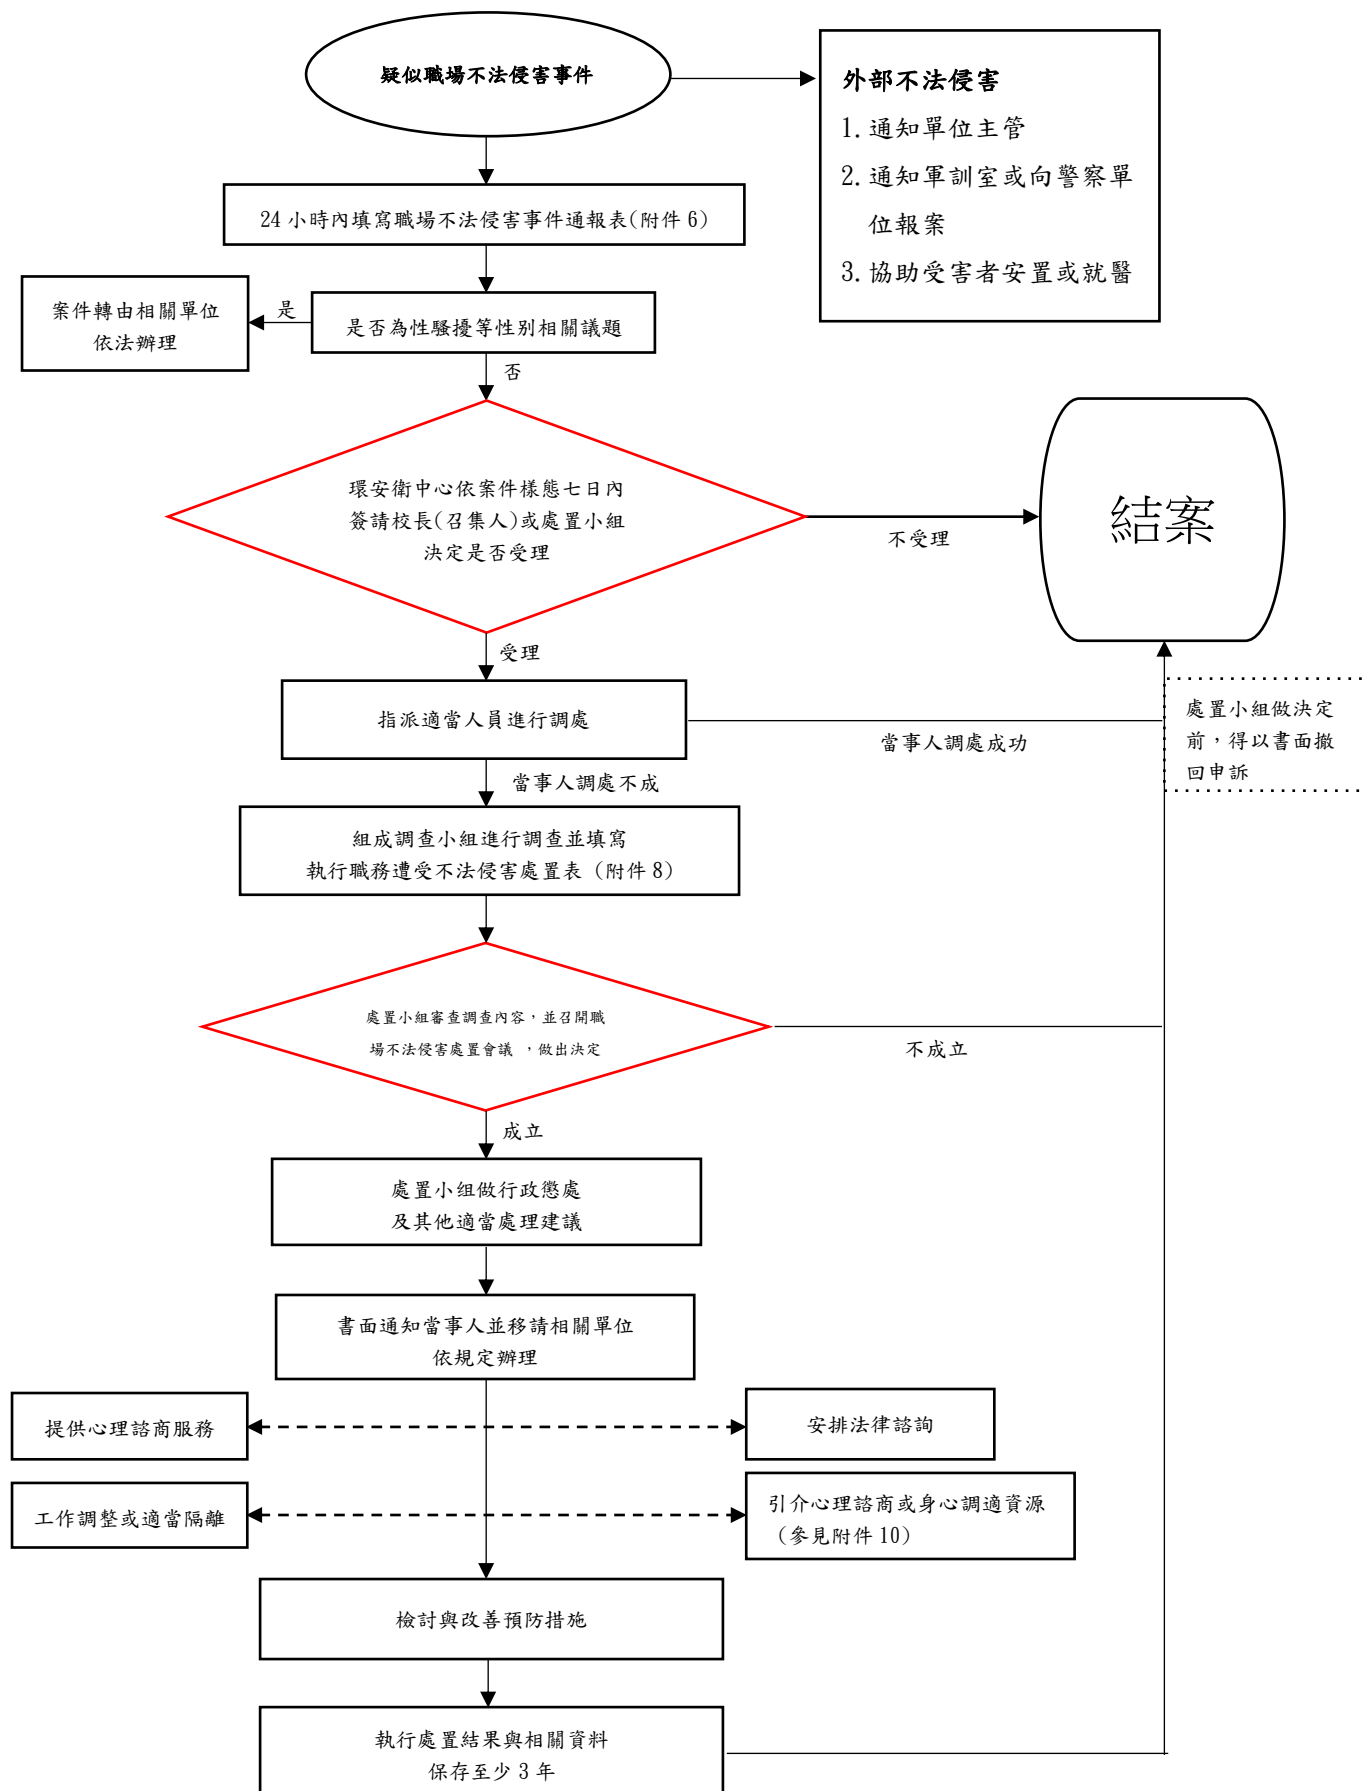 疑似職場不法侵害事件
外部不法侵害
1.通知單位主管
2.通知軍訓室或向警察單
位報案
3.協助受害者安置或就醫
24小時內填寫職場不法侵害事件通報表(附件6)
案件轉由相關單位
依法辦理
是
是否為性騷擾等性別相關議題
否
環安衛中心依案件樣態七日內
簽請校長(召集人)或處置小組
決定是否受理
不受理
結案
受理
指派適當人員進行調處
當事人調處成功
處置小組做決定
前，得以書面撤
回申訴
當事人調處不成
組成調查小組進行調查並填寫
執行職務遭受不法侵害處置表（附件8）
處置小組審查調查內容，並召開職
場不法侵害處置會議，做出決定
不成立
成立
處置小组做行政懲處
及其他適當處理建議
書面通知當事人並移請相關單位
依規定辦理
提供心理諮商服務
安排法律諮詢
工作調整或適當隔離
引介心理諮商或身心調適資源
（參見附件10）
檢討與改善預防措施
執行處置結果與相關資料
保存至少3年